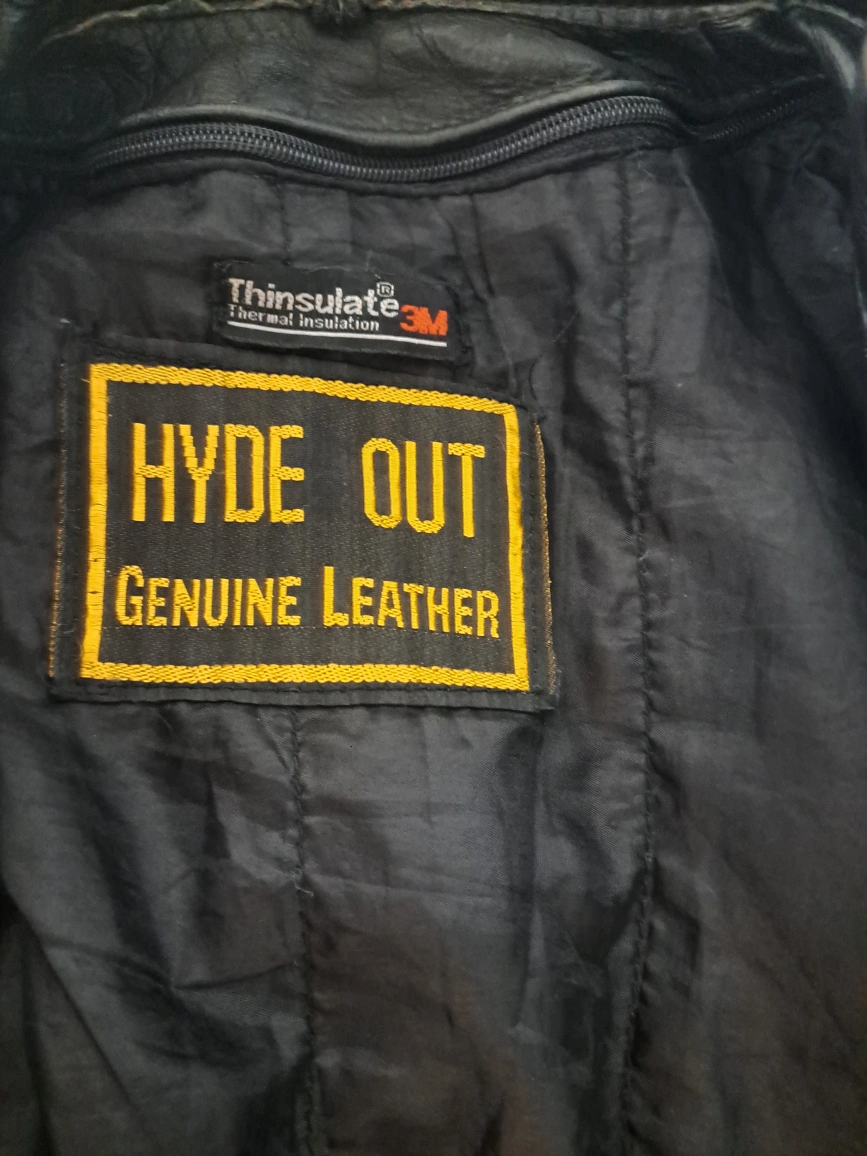 Thinsulate®
Thermal Insulation 3M
HYDE OUT
GENUINE LEATHER